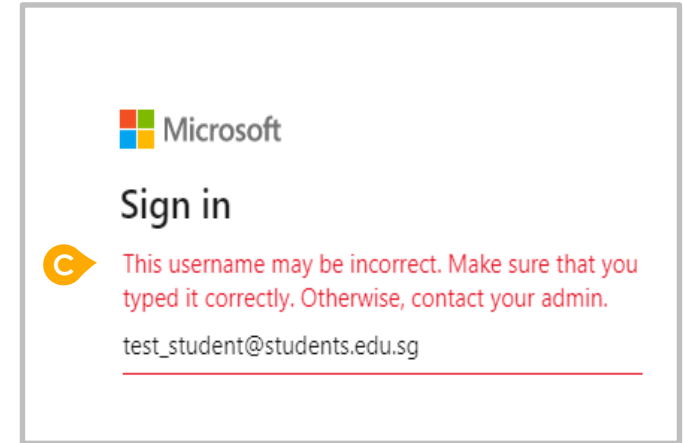 Microsoft
Sign in
C
This username may be incorrect. Make sure that you
typed it correctly. Otherwise, contact your admin.
test_student@students.edu.sg